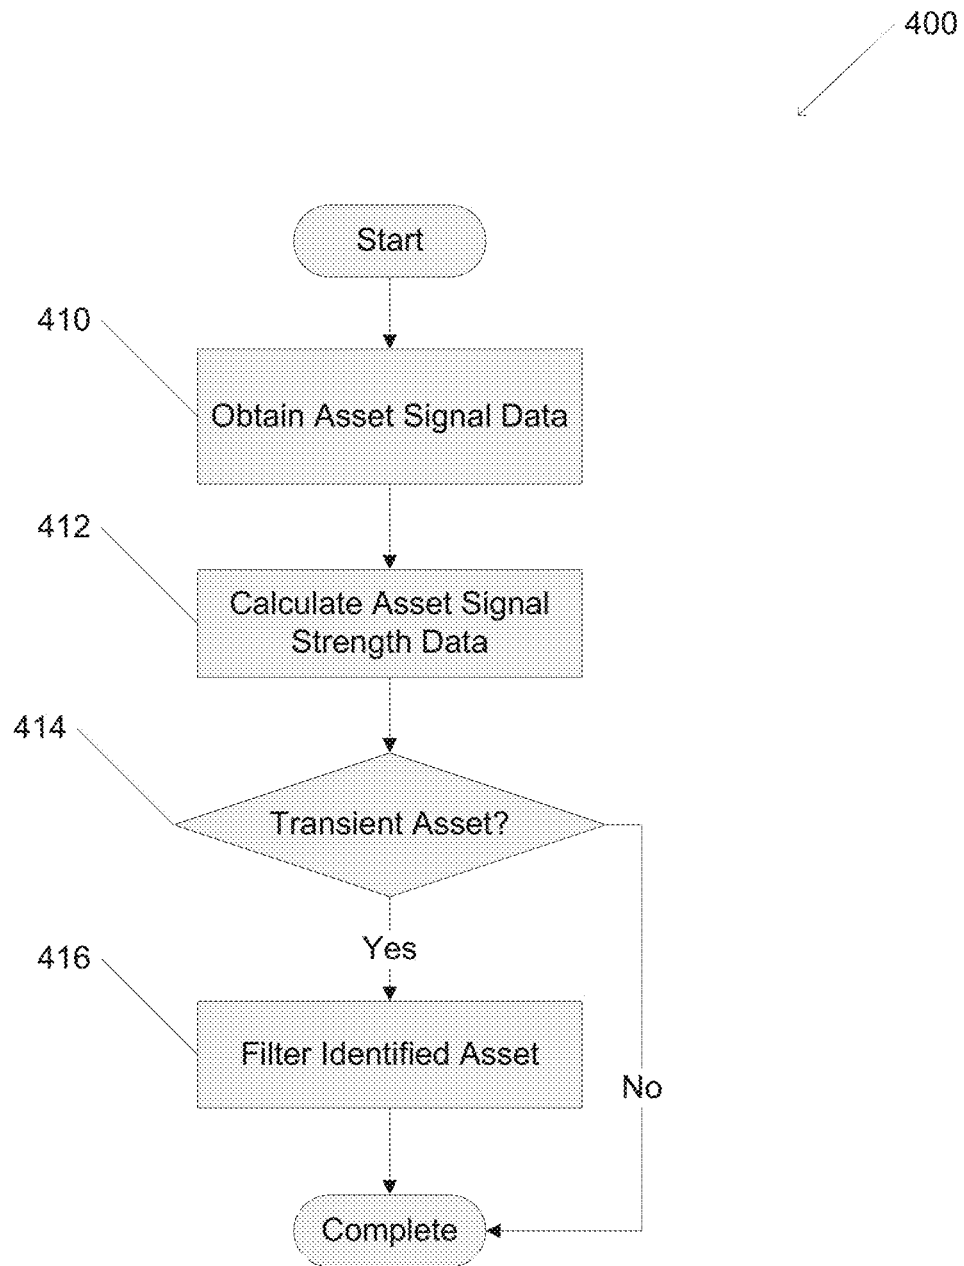 400
Start
410
Obtain Asset Signal Data
412
Calculate Asset Signal
Strength Data
414
Transient Asset?
Yes
416
Filter Identified Asset
No
Complete